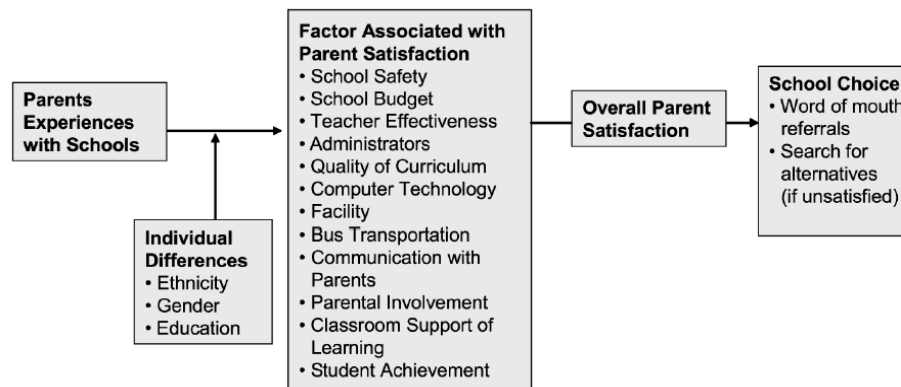 Parents
Experiences
with Schools
Individual
Differences
• Ethnicity
• Gender
• Education
Factor Associated with
Parent Satisfaction
• School Safety
• School Budget
• Teacher Effectiveness
• Administrators
• Quality of Curriculum
• Computer Technology
• Facility
• Bus Transportation
• Communication with
Parents
• Parental Involvement
• Classroom Support of
Learning
• Student Achievement
Overall Parent
Satisfaction
School Choice
• Word of mouth
referrals
• Search for
alternatives
(if unsatisfied)